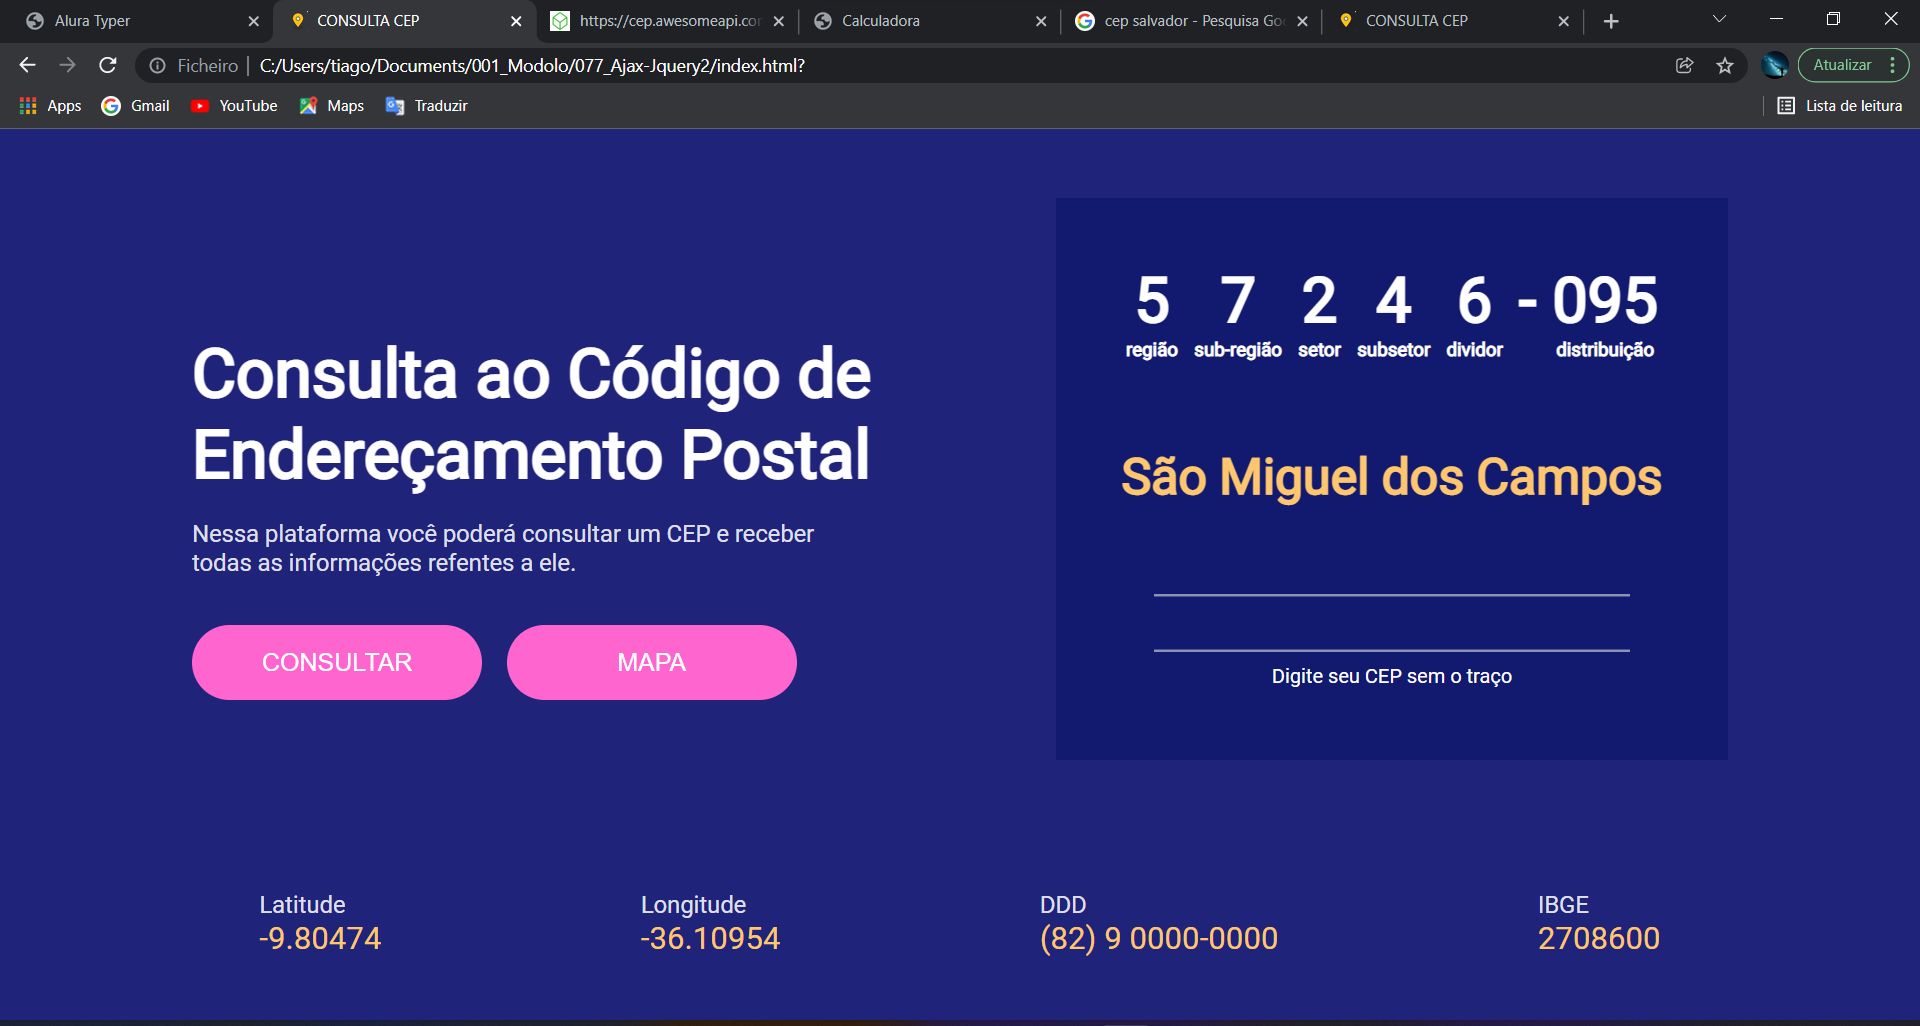 Alura Typer
CONSULTA CEP
https://cep.awesomeapi.cor
Calculadora
cep salvador - Pesquisa Goo
CONSULTA CEP
Ficheiro
C:/Users/tiago/Documents/001_Modolo/077_Ajax-Jquery2/index.html?
Atualizar
Apps
Gmail
YouTube
Maps
Traduzir
Lista de leitura
Consulta ao Código de
Endereçamento Postal
Nessa plataforma você poderá consultar um CEP e receber
todas as informações refentes a ele.
CONSULTAR
MAPA
5 7 2 4 6 - 095
região sub-região setor subsetor dividor distribuição
São Miguel dos Campos
Digite seu CEP sem o traço
Latitude
-9.80474
Longitude
-36.10954
DDD
(82) 9 0000-0000
IBGE
2708600